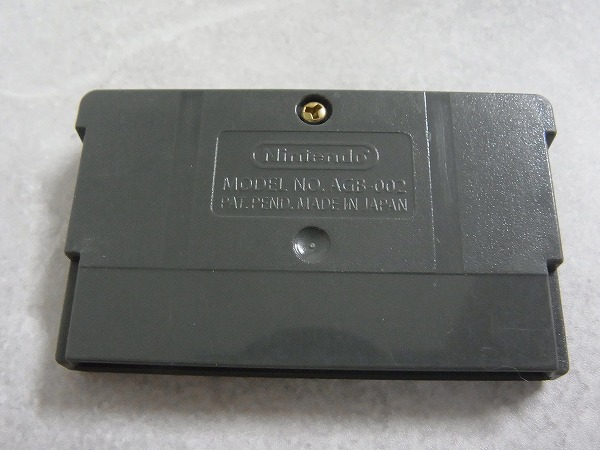 Nintendo
MODEL NO. AGB-002
PAT. PEND. MADE IN JAPAN